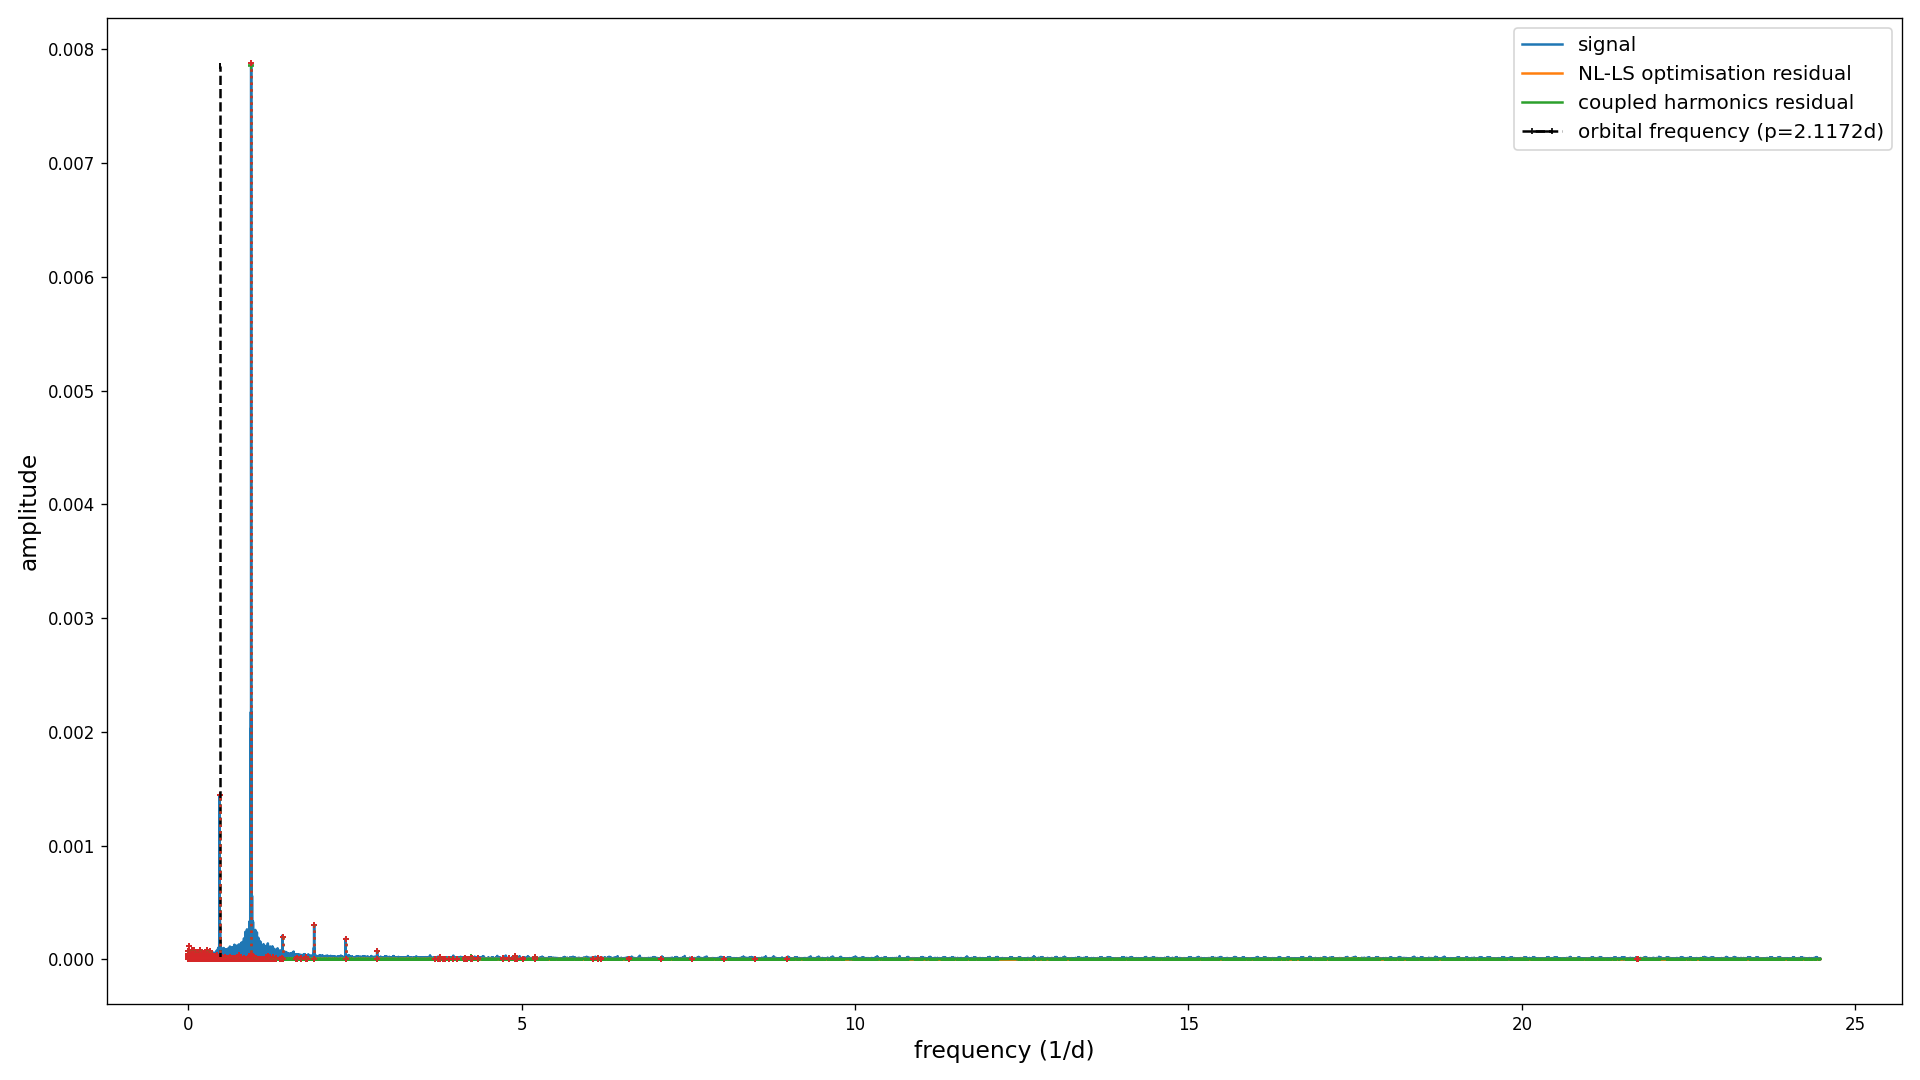 signal
NL-LS optimisation residual
coupled harmonics residual
orbital frequency (p=2.1172d)
0.008
0.007
0.006
0.005
0.004
0.003
0.002
0.001
0.000
amplitude
0
5
10
15
20
25
frequency (1/d)